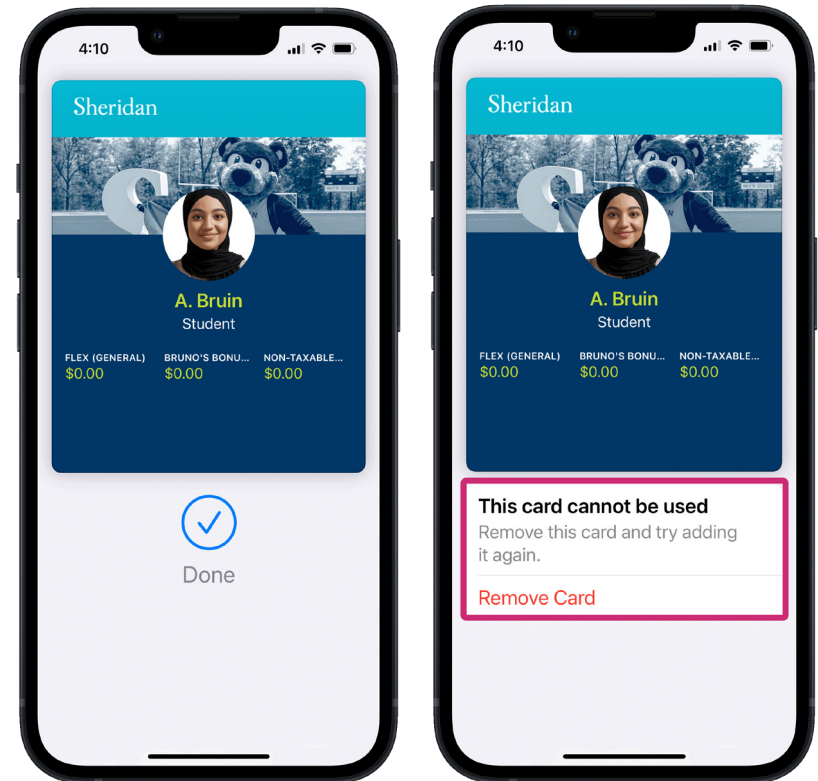 4:10
Sheridan
A. Bruin
Student
FLEX (GENERAL) BRUNO'S BONU... NON-TAXABLE...
$0.00 $0.00 $0.00
Done
4:10
Sheridan
A. Bruin
Student
FLEX (GENERAL) BRUNO'S BONU... NON-TAXABLE...
$0.00 $0.00 $0.00
This card cannot be used
Remove this card and try adding
it again.
Remove Card